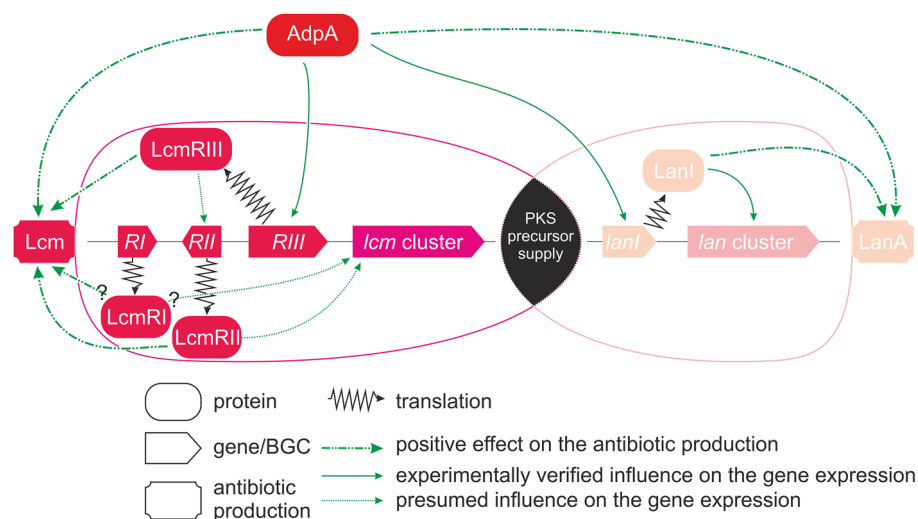 AdpA
LcmRIII
LanI
Lcm
RI
RII
RIII
lcm cluster
PKS
precursor
supply
lanI
lan cluster
LanA
?
?
LcmRI
LcmRII
protein
translation
gene/BGC
positive effect on the antibiotic production
experimentally verified influence on the gene expression
antibiotic
production
presumed influence on the gene expression